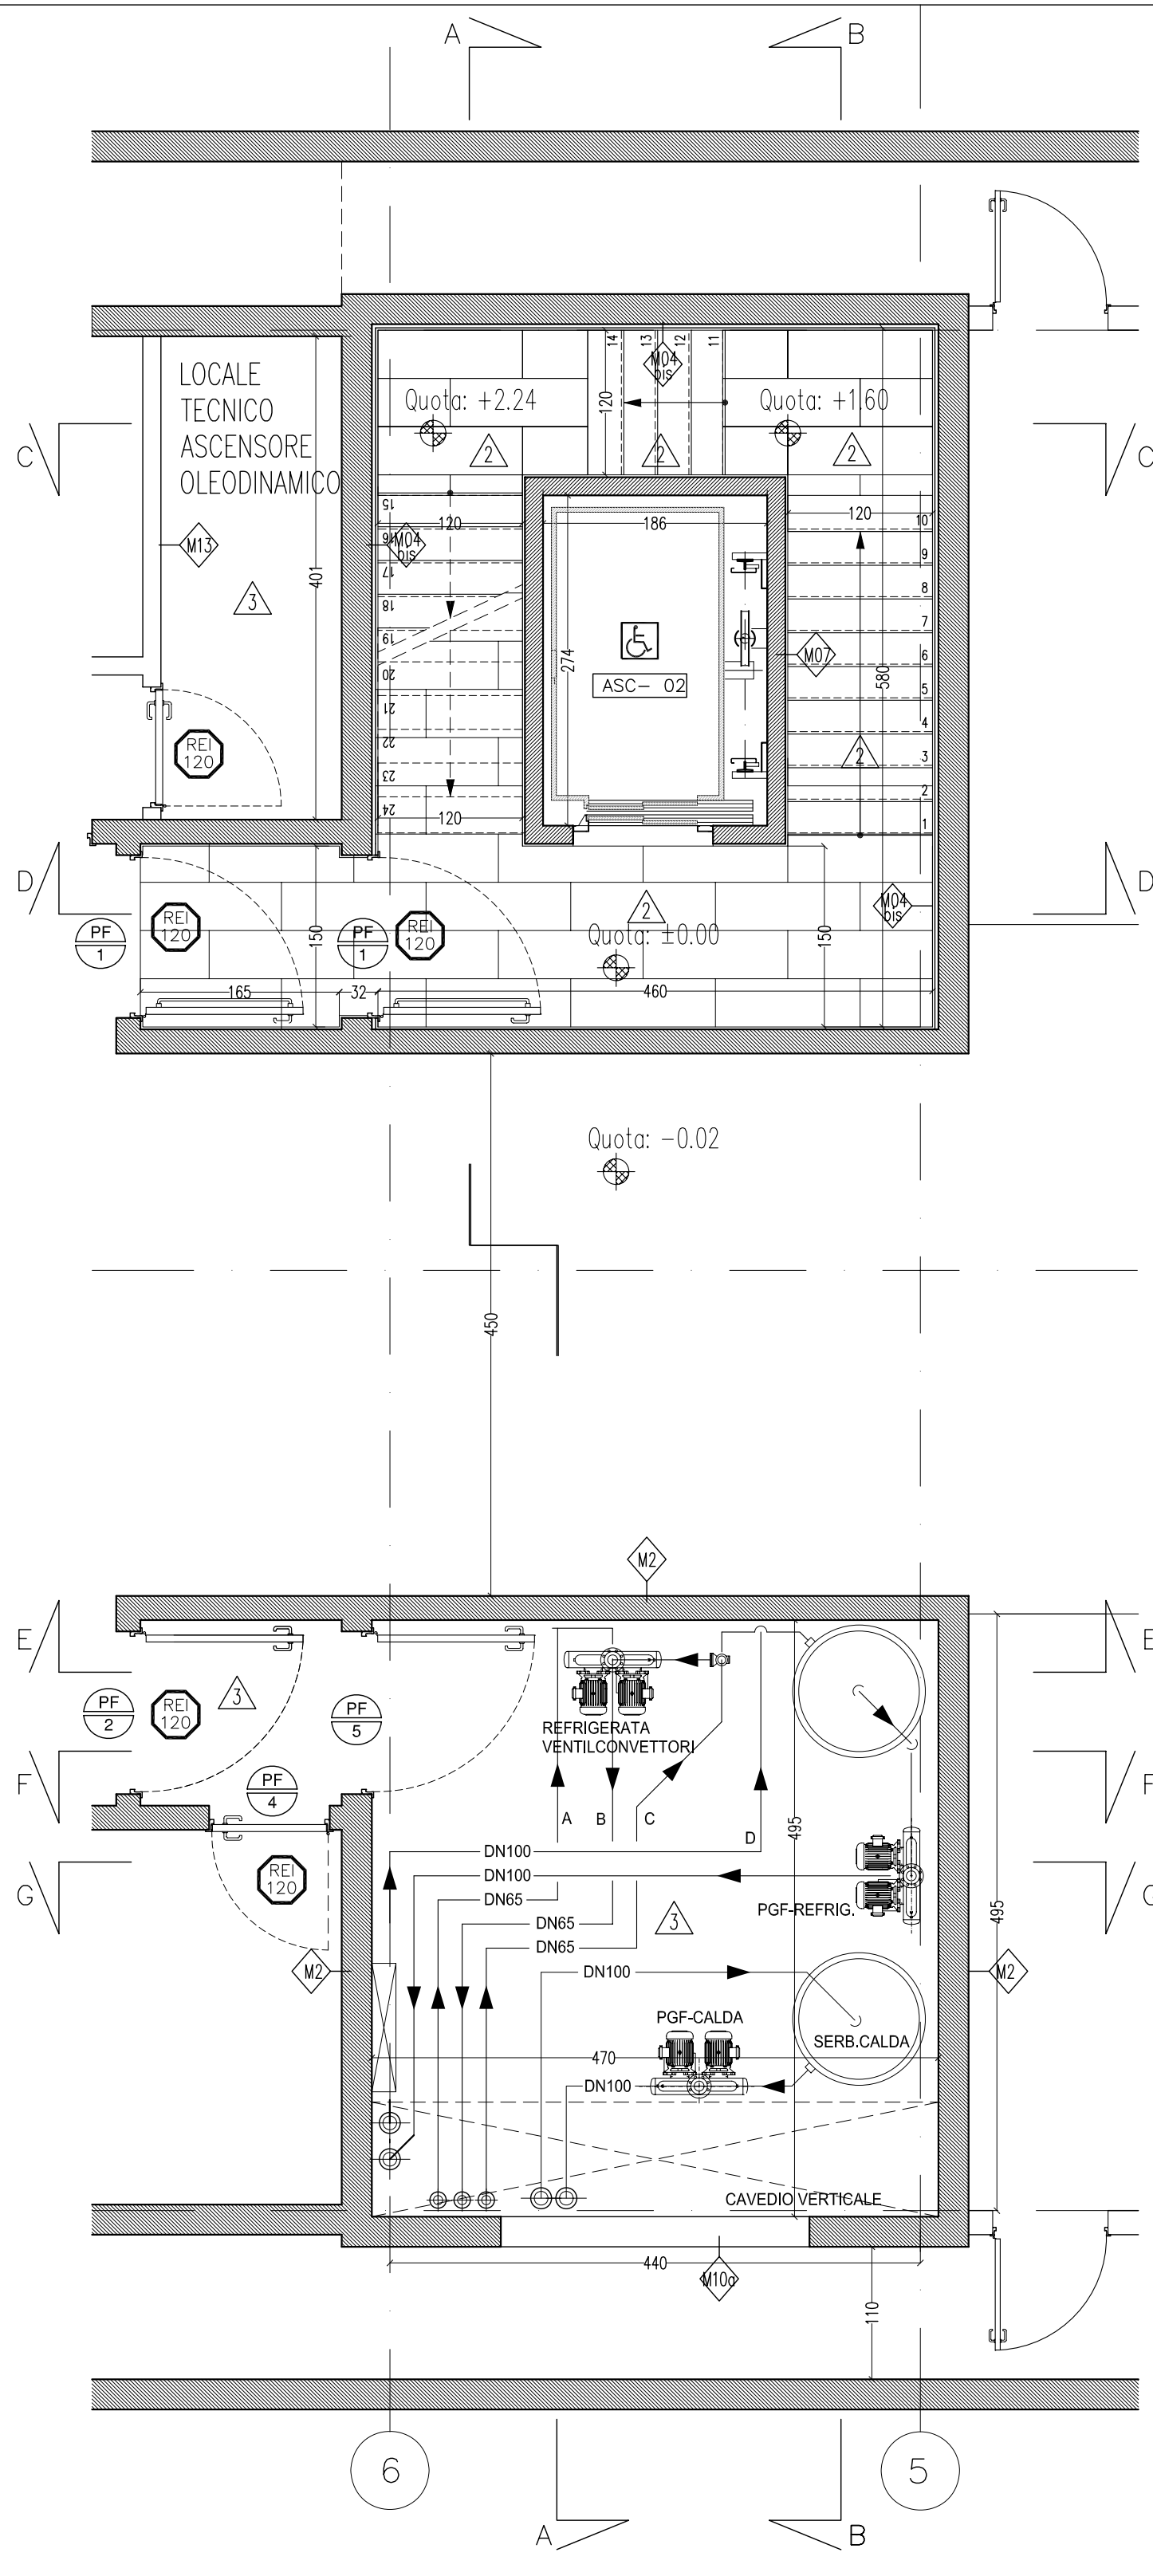 A
B
LOCALE
TECNICO
ASCENSORE
OLEODINAMICO
Quota: +2.24
Quota: +1.60
14
13
12
11
M04
bis
120
2
2
2
C
C
M13
M04
bis
3
401
15
16
17
18
19
20
21
22
23
24
120
120
186
274
ASC- 02
120
10
9
8
7
6
5
4
3
2
1
M07
580
2
REI
120
D
D
PF
1
REI
120
150
PF
1
REI
120
2
Quota: ±0.00
150
M04
bis
165
32
460
Quota: -0.02
450
M2
E
E
PF
2
REI
120
3
PF
5
REFRIGERATA
VENTILCONVETTORI
F
F
PF
4
A
B
C
D
495
DN100
DN100
DN65
DN65
DN65
DN100
G
G
REI
120
PGF-REFRIG.
3
495
M2
M2
PGF-CALDA
SERB.CALDA
470
DN100
CAVEDIO VERTICALE
440
M10a
110
6
5
A
B